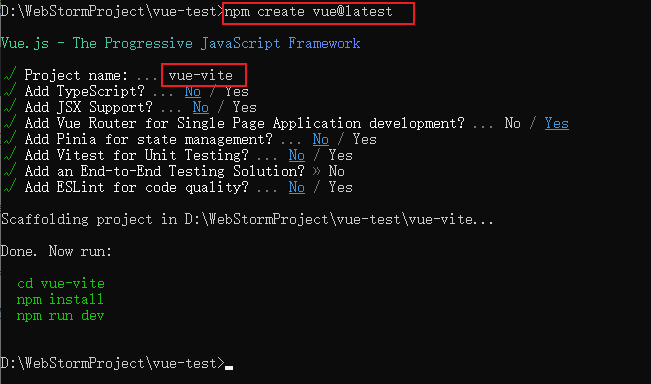 D:\WebStormProject\vue-test>npm create vue@latest
Vue.js - The Progressive JavaScript Framework
√ Project name: ... vue-vite
√ Add TypeScript? ... No / Yes
√ Add JSX Support? ... No / Yes
√ Add Vue Router for Single Page Application development? ... No / Yes
√ Add Pinia for state management? ... No / Yes
√ Add Vitest for Unit Testing? ... No / Yes
√ Add an End-to-End Testing Solution? » No
√ Add ESLint for code quality? ... No / Yes
Scaffolding project in D:\WebStormProject\vue-test\vue-vite...
Done. Now run:
cd vue-vite
npm install
npm run dev
D:\WebStormProject\vue-test>